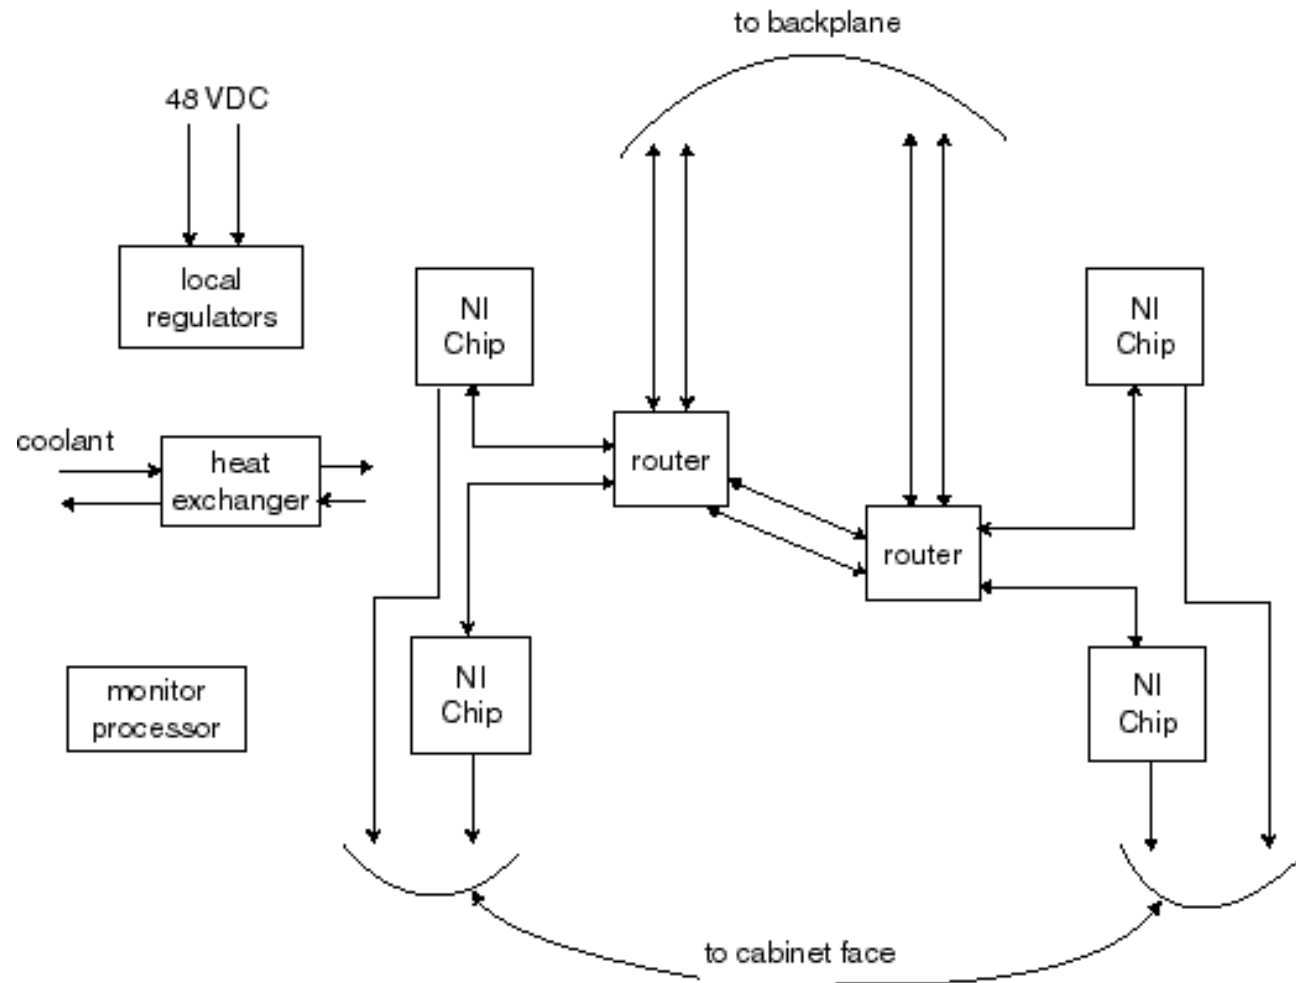 to backplane
48 VDC
local
regulators
NI
Chip
NI
Chip
coolant
heat
exchanger
router
router
monitor
processor
NI
Chip
NI
Chip
to cabinet face